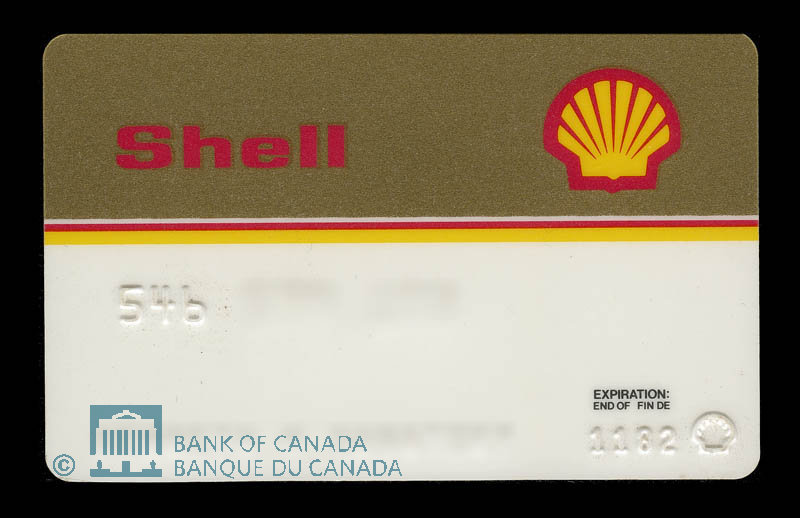 Shell
546
EXPIRATION:
END OF FIN DE
1182
© BANK OF CANADA
BANQUE DU CANADA